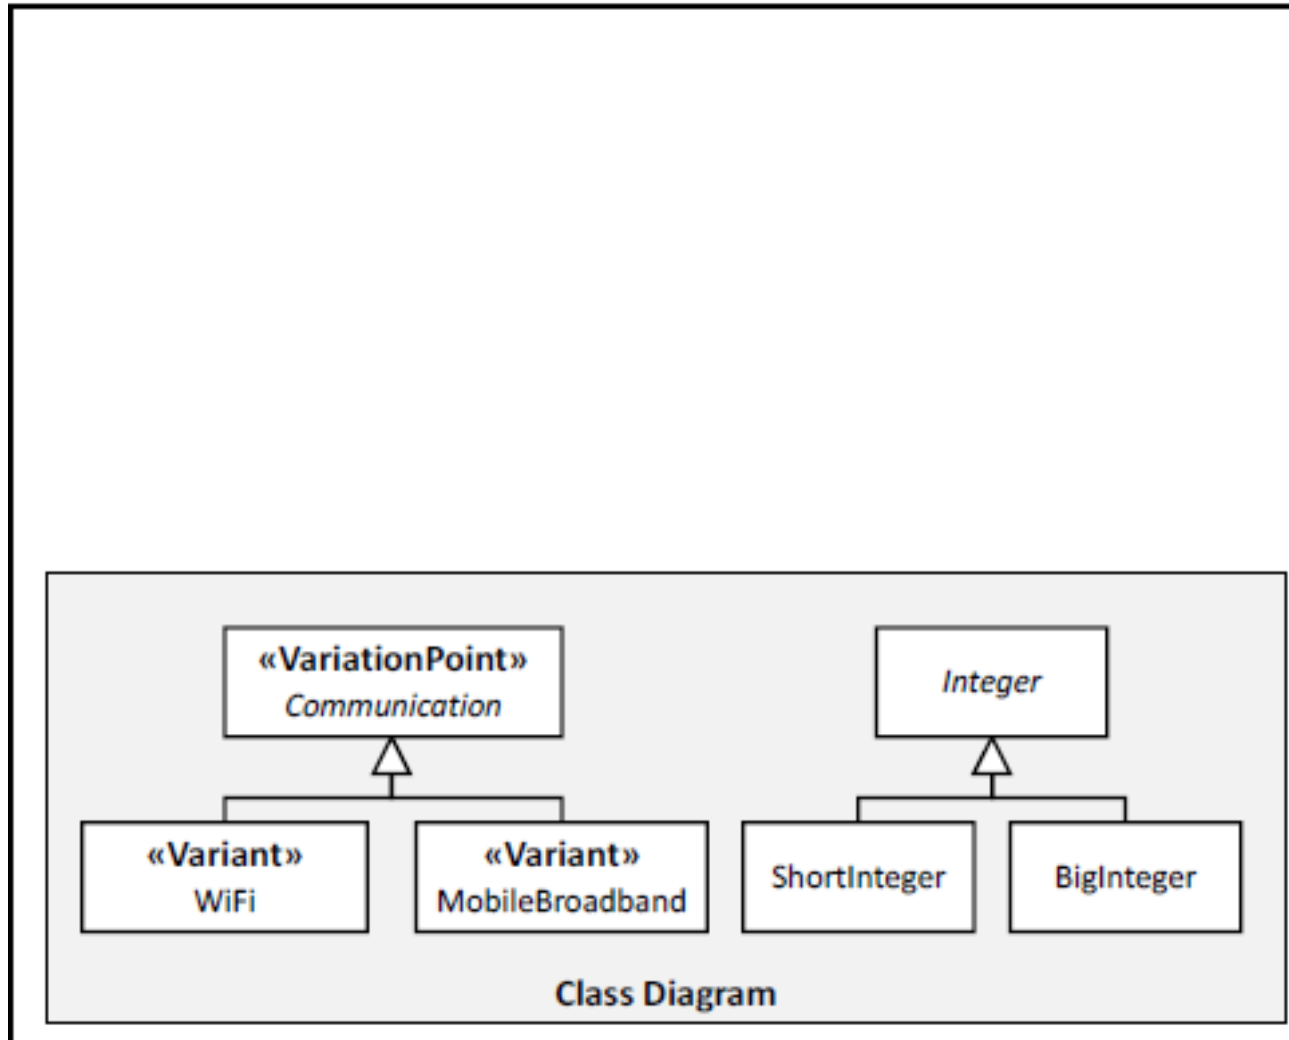 «VariationPoint»
Communication
Integer
«Variant»
WiFi
«Variant»
MobileBroadband
ShortInteger
BigInteger
Class Diagram